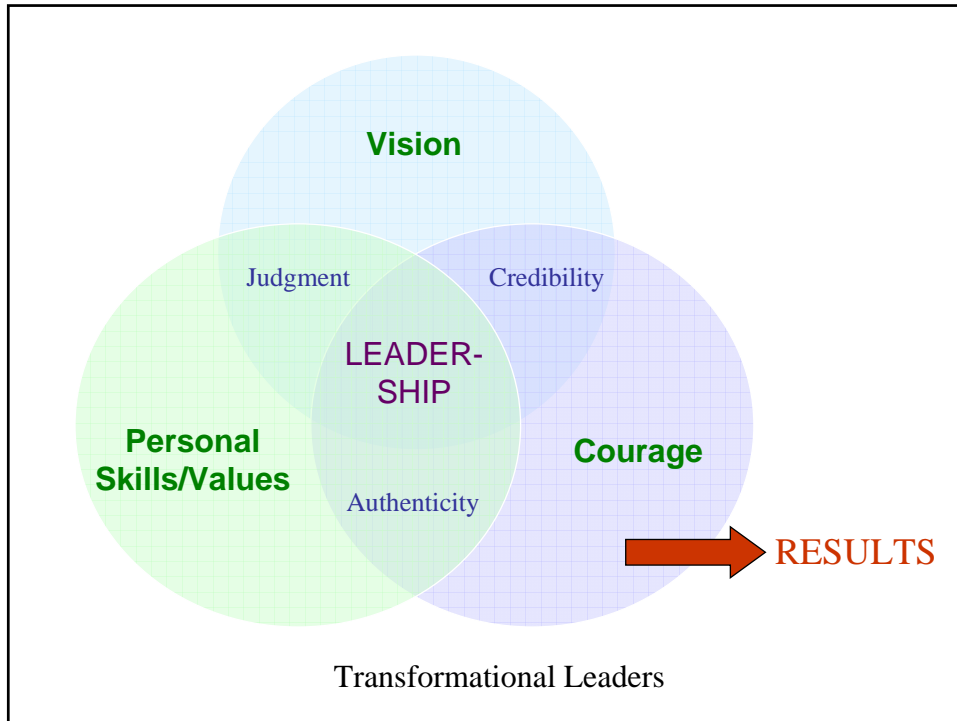 Vision
Judgment
Credibility
LEADER-
SHIP
Personal
Skills/Values
Courage
Authenticity
RESULTS
Transformational Leaders